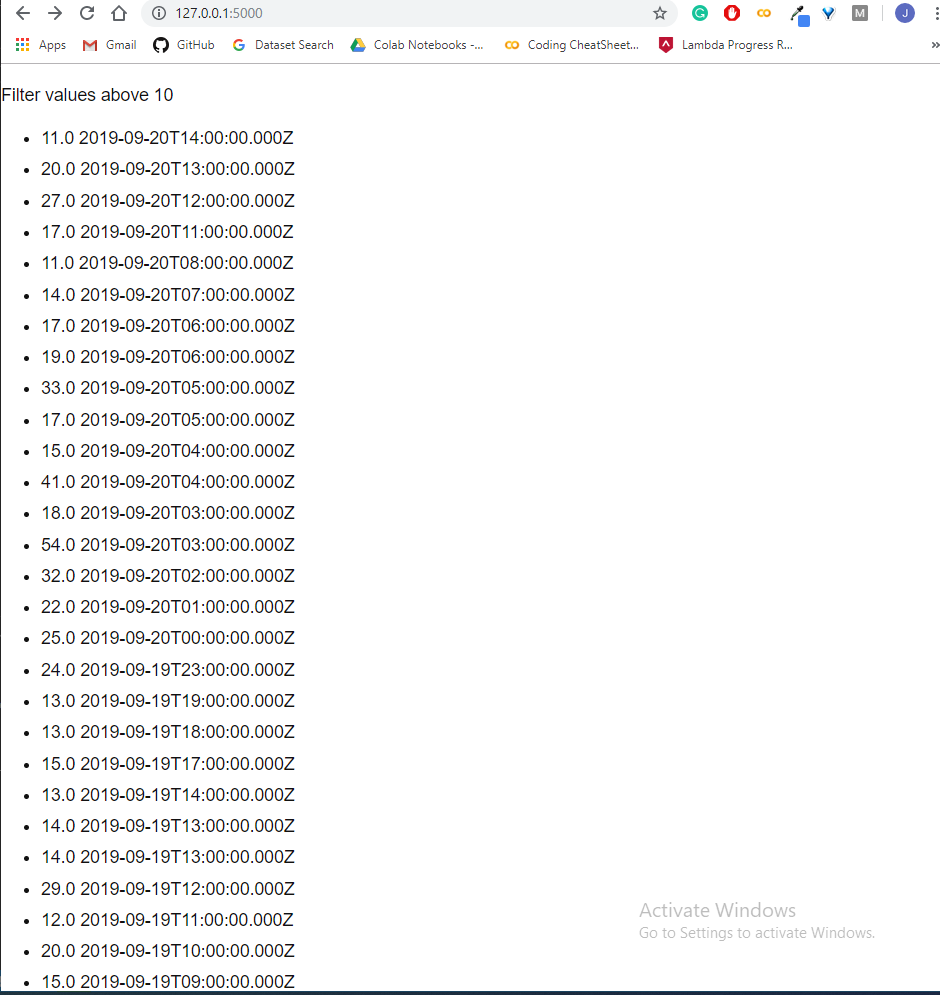 127.0.0.1:5000
Apps Gmail GitHub Dataset Search Colab Notebooks -... Coding CheatSheet... Lambda Progress R... »
Filter values above 10
• 11.0 2019-09-20T14:00:00.000Z
• 20.0 2019-09-20T13:00:00.000Z
• 27.0 2019-09-20T12:00:00.000Z
• 17.0 2019-09-20T11:00:00.000Z
• 11.0 2019-09-20T08:00:00.000Z
• 14.0 2019-09-20T07:00:00.000Z
• 17.0 2019-09-20T06:00:00.000Z
• 19.0 2019-09-20T06:00:00.000Z
• 33.0 2019-09-20T05:00:00.000Z
• 17.0 2019-09-20T05:00:00.000Z
• 15.0 2019-09-20T04:00:00.000Z
• 41.0 2019-09-20T04:00:00.000Z
• 18.0 2019-09-20T03:00:00.000Z
• 54.0 2019-09-20T03:00:00.000Z
• 32.0 2019-09-20T02:00:00.000Z
• 22.0 2019-09-20T01:00:00.000Z
• 25.0 2019-09-20T00:00:00.000Z
• 24.0 2019-09-19T23:00:00.000Z
• 13.0 2019-09-19T19:00:00.000Z
• 13.0 2019-09-19T18:00:00.000Z
• 15.0 2019-09-19T17:00:00.000Z
• 13.0 2019-09-19T14:00:00.000Z
• 14.0 2019-09-19T13:00:00.000Z
• 14.0 2019-09-19T13:00:00.000Z
• 29.0 2019-09-19T12:00:00.000Z
• 12.0 2019-09-19T11:00:00.000Z
• 20.0 2019-09-19T10:00:00.000Z
• 15.0 2019-09-19T09:00:00.000Z
Activate Windows
Go to Settings to activate Windows.